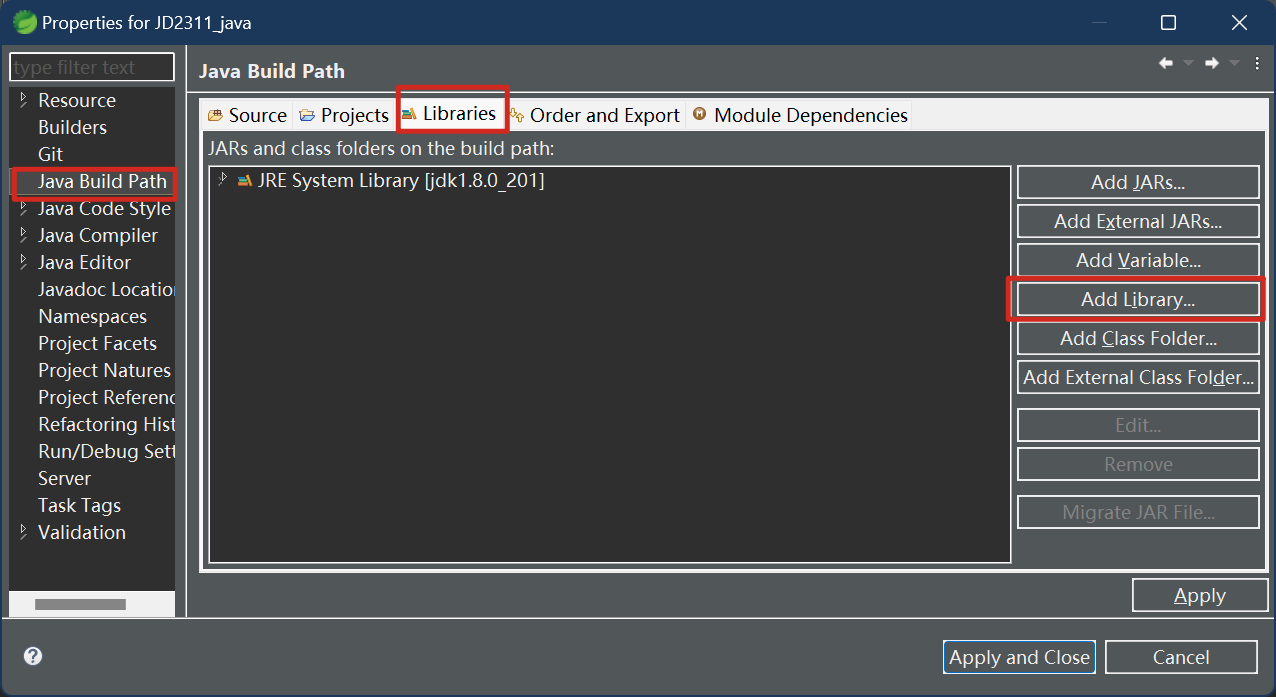 Properties for JD2311_java
type filter text
Resource
Builders
Git
Java Build Path
Java Code Style
Java Compiler
Java Editor
Javadoc Locatio
Namespaces
Project Facets
Project Natures
Project Referenc
Refactoring Hist
Run/Debug Sett
Server
Task Tags
Validation
Java Build Path
Source Projects Libraries Order and Export Module Dependencies
JARs and class folders on the build path:
JRE System Library [jdk1.8.0_201]
Add JARs...
Add External JARs...
Add Variable...
Add Library...
Add Class Folder...
Add External Class Folder...
Edit...
Remove
Migrate JAR File...
Apply
Apply and Close Cancel